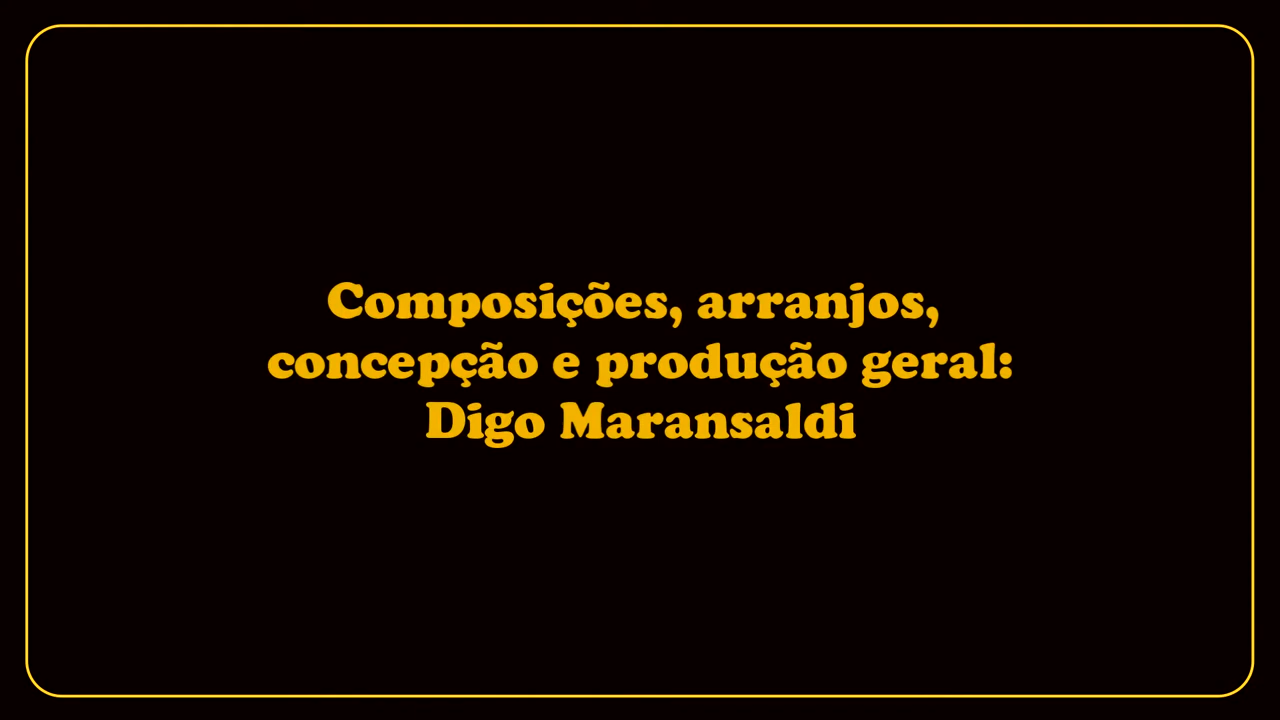 Composições, arranjos,
concepção e produção geral:
Digo Maransaldi